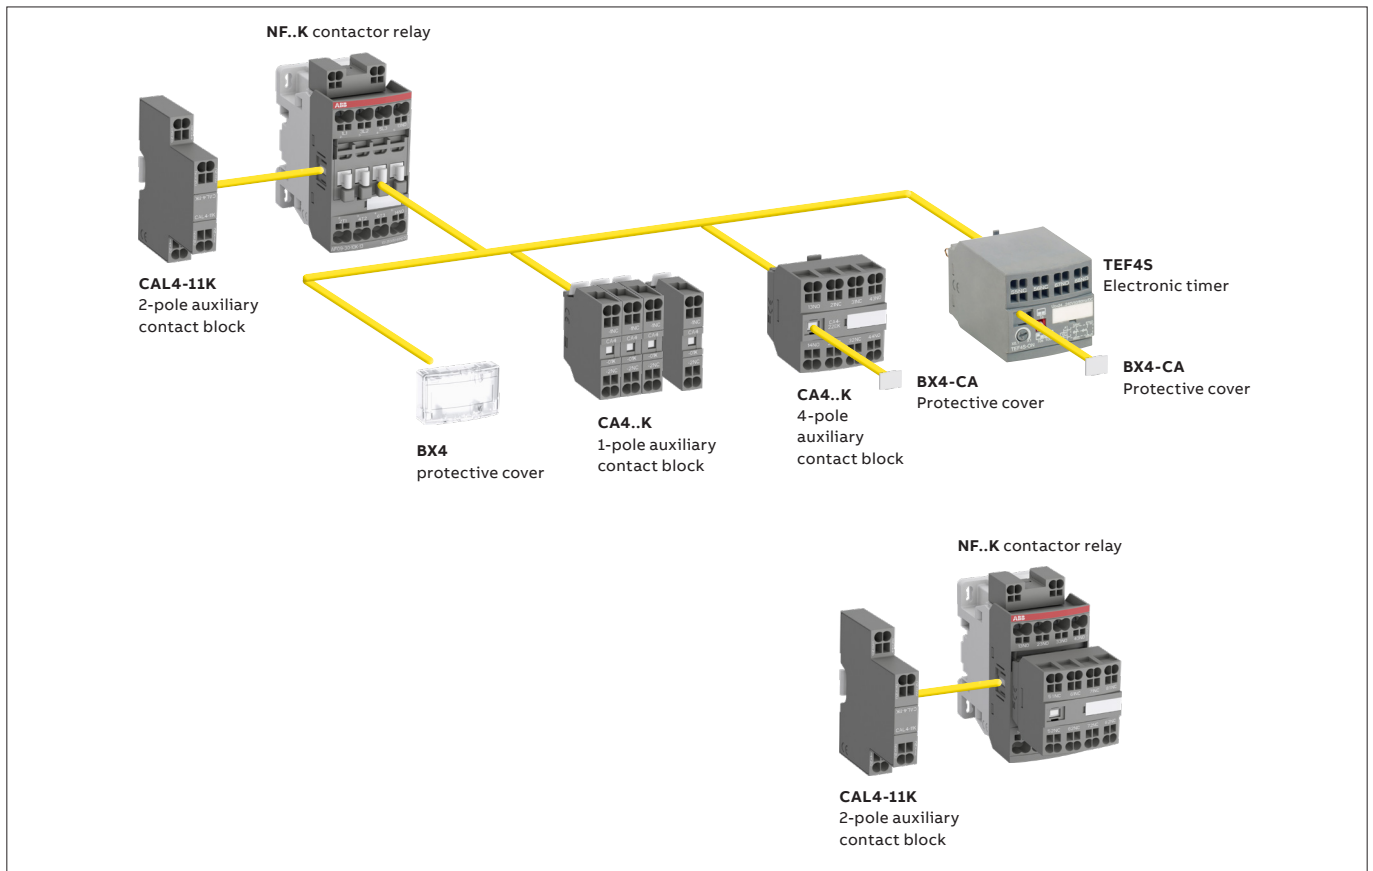 NF..K contactor relay
ABB
CAL4-11K
2-pole auxiliary
contact block
BX4
protective cover
CA4..K
1-pole auxiliary
contact block
CA4..K
4-pole
auxiliary
contact block
BX4-CA
Protective cover
TEF4S
Electronic timer
BX4-CA
Protective cover
NF..K contactor relay
ABB
CAL4-11K
2-pole auxiliary
contact block